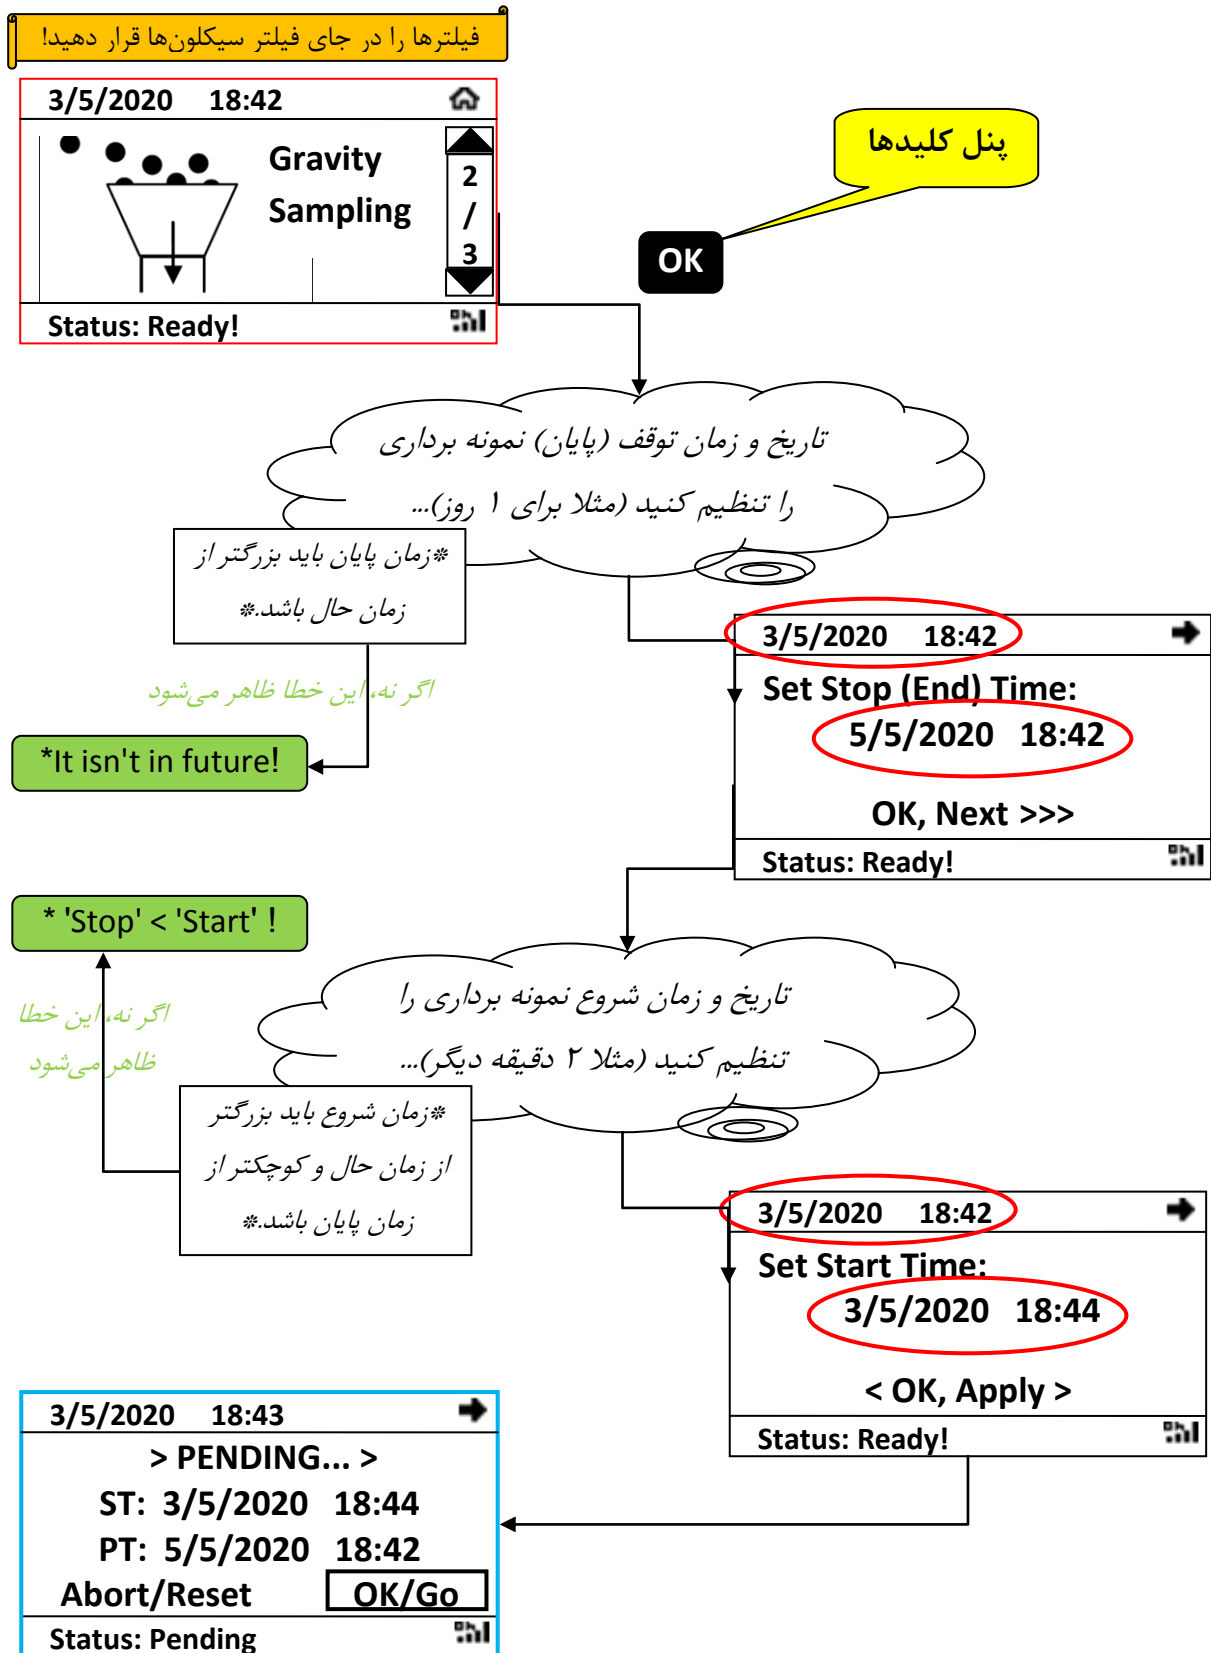 فیلترها را در جای فیلتر سیکلون‌ها قرار دهید!
3/5/2020 18:42
Gravity
Sampling
2
/
3
Status: Ready!
پنل کلیدها
OK
تاریخ و زمان توقف (پایان) نمونه برداری
را تنظیم کنید (مثلا برای ۱ روز)...
*زمان پایان باید بزرگتر از
زمان حال باشد.*
اگر نه، این خطا ظاهر می‌شود
*It isn't in future!
3/5/2020 18:42
Set Stop (End) Time:
5/5/2020 18:42
OK, Next >>>
Status: Ready!
* 'Stop' < 'Start' !
اگر نه، این خطا
ظاهر می‌شود
تاریخ و زمان شروع نمونه برداری را
تنظیم کنید (مثلا ۲ دقیقه دیگر)...
*زمان شروع باید بزرگتر
از زمان حال و کوچکتر از
زمان پایان باشد.*
3/5/2020 18:42
Set Start Time:
3/5/2020 18:44
< OK, Apply >
Status: Ready!
3/5/2020 18:43
> PENDING... >
ST: 3/5/2020 18:44
PT: 5/5/2020 18:42
Abort/Reset OK/Go
Status: Pending